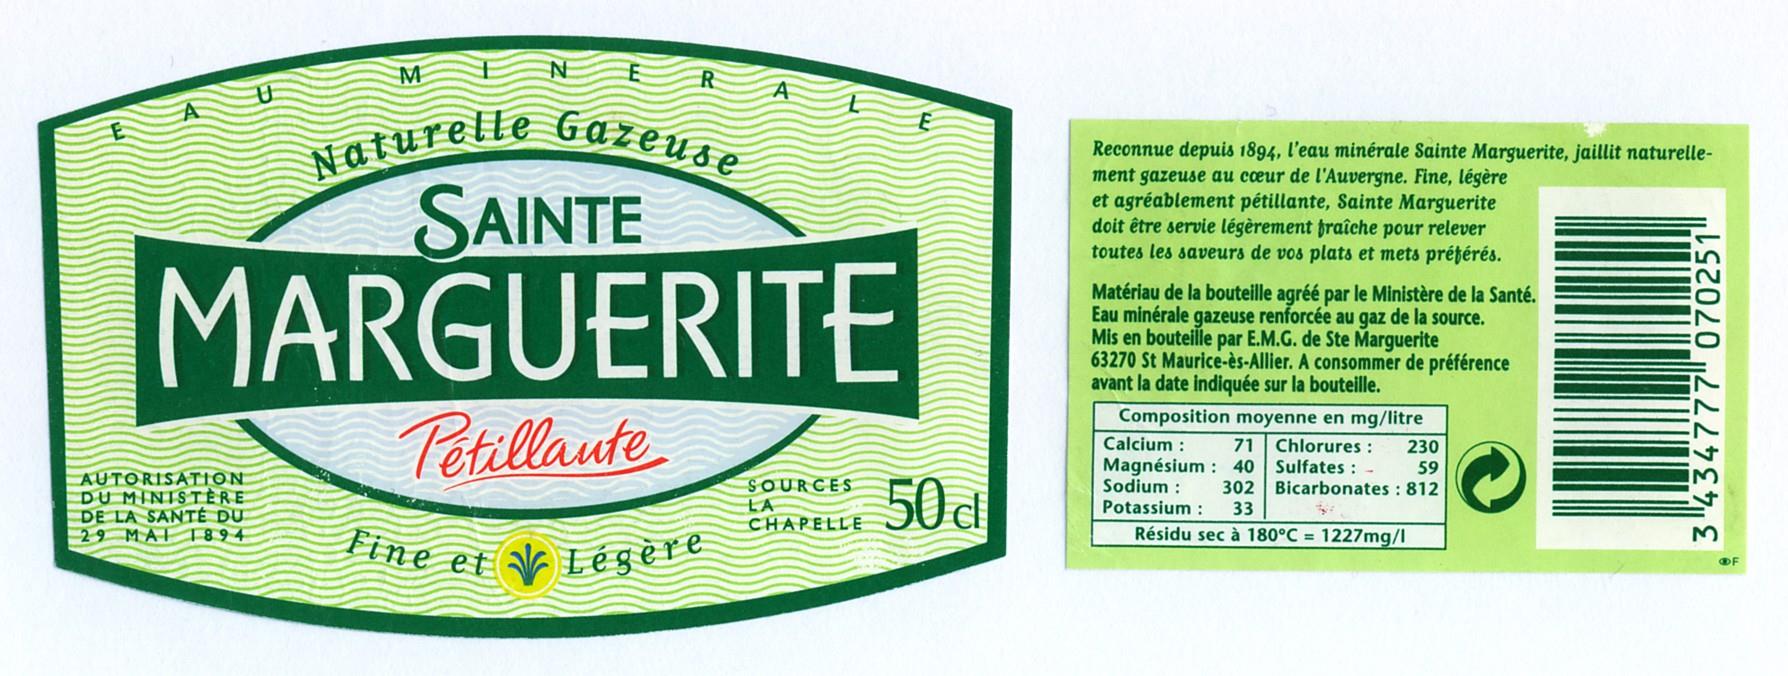 EAU MINERALE
Naturelle Gazeuse
SAINTE
MARGUERITE
Pétillante
AUTORISATION
DU MINISTÈRE
DE LA SANTÉ DU
29 MAI 1894
SOURCES
LA
CHAPELLE
50 cl
Fine et Légère
Reconnue depuis 1894, l'eau minérale Sainte Marguerite, jaillit naturelle-
ment gazeuse au cœur de l'Auvergne. Fine, légère
et agréablement pétillante, Sainte Marguerite
doit être servie légèrement fraîche pour relever
toutes les saveurs de vos plats et mets préférés.
Matériau de la bouteille agréé par le Ministère de la Santé.
Eau minérale gazeuse renforcée au gaz de la source.
Mis en bouteille par E.M.G. de Ste Marguerite
63270 St Maurice-ès-Allier. A consommer de préférence
avant la date indiquée sur la bouteille.
Composition moyenne en mg/litre
Calcium : 71 Chlorures : 230
Magnésium : 40 Sulfates : 59
Sodium : 302 Bicarbonates : 812
Potassium : 33
Résidu sec à 180°C = 1227mg/l
3 434777 070251
F